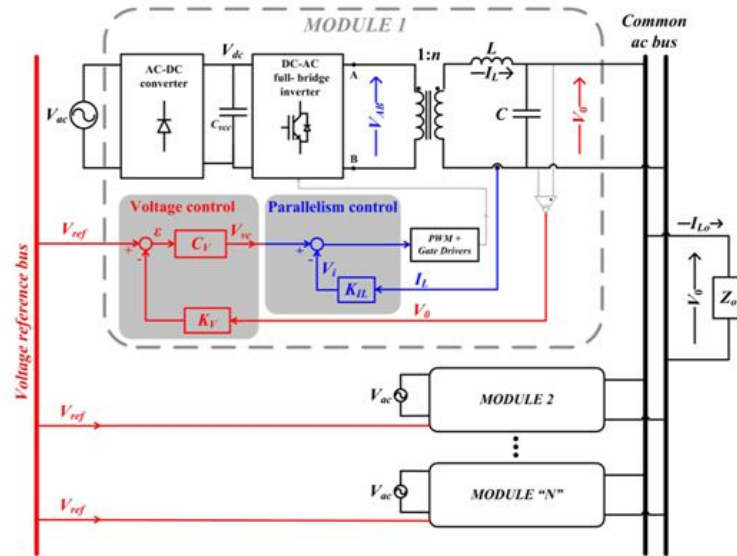 MODULE 1
Common
ac bus
AC-DC
converter
V_dc
DC-AC
full- bridge
inverter
A
B
1:n
L
I_L
V_ac
C_vcc
V_AB
C
V_0
Voltage control
Parallelism control
V_ref
ε
C_V
V_vc
+
-
+
-
V_i
PWM +
Gate Drivers
K_IL
I_L
K_V
V_0
I_Lo
V_0
Z_o
Voltage reference bus
V_ac
MODULE 2
V_ref
V_ac
MODULE “N”
V_ref